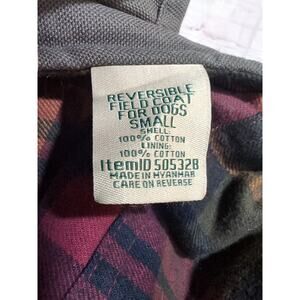 REVERSIBLE
FIELD COAT
FOR DOGS
SMALL
SHELL:
100% COTTON
LINING:
100% COTTON
ItemID 505328
MADE IN MYANMAR
CARE ON REVERSE